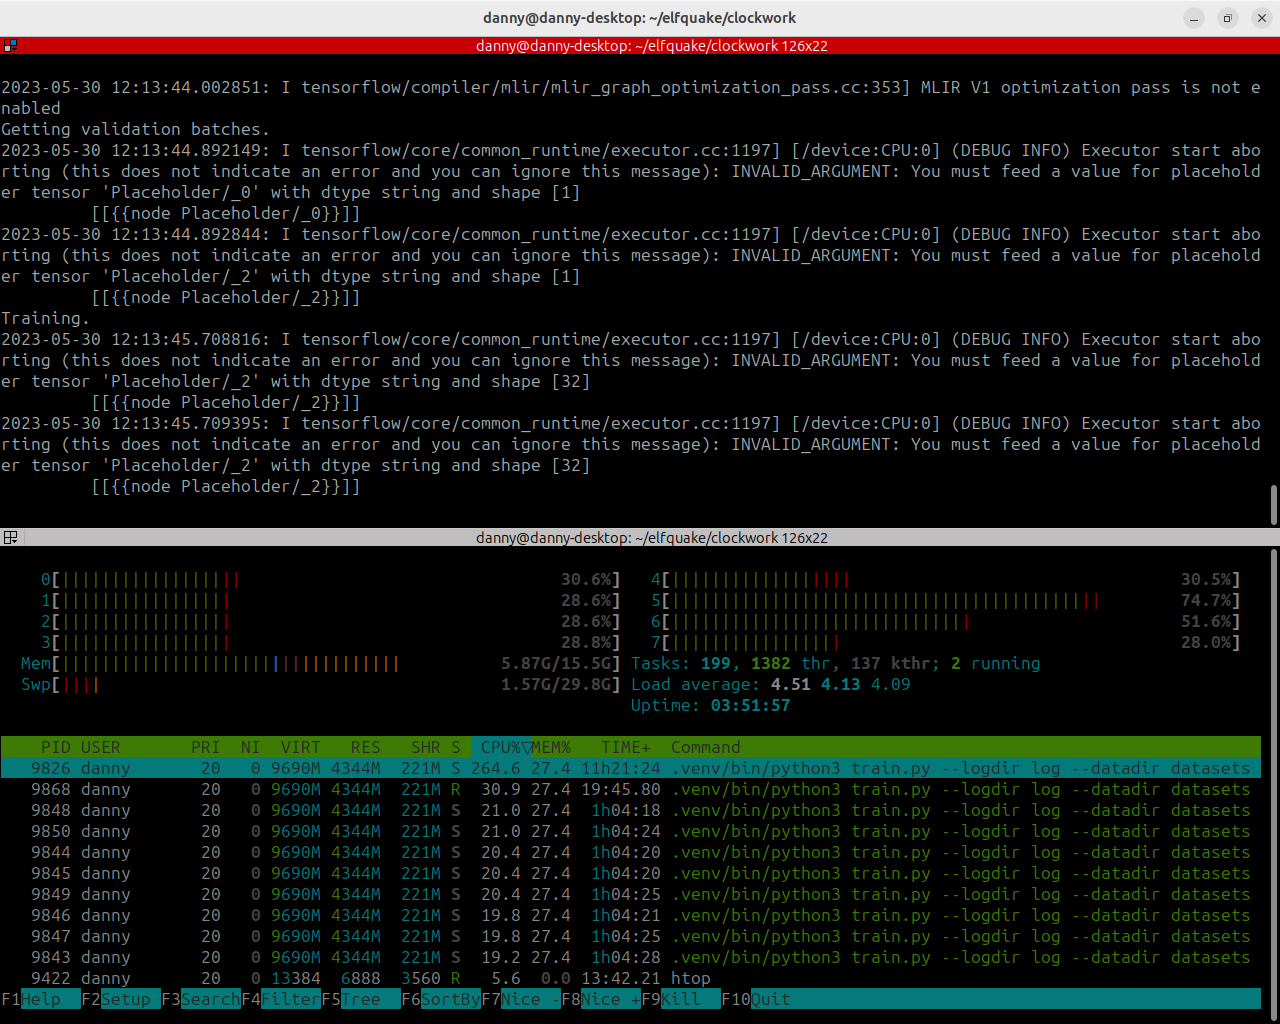 danny@danny-desktop: ~/elfquake/clockwork
danny@danny-desktop: ~/elfquake/clockwork 126x22
2023-05-30 12:13:44.002851: I tensorflow/compiler/mlir/mlir_graph_optimization_pass.cc:353] MLIR V1 optimization pass is not e
nabled
Getting validation batches.
2023-05-30 12:13:44.892149: I tensorflow/core/common_runtime/executor.cc:1197] [/device:CPU:0] (DEBUG INFO) Executor start abo
rting (this does not indicate an error and you can ignore this message): INVALID_ARGUMENT: You must feed a value for placehold
er tensor 'Placeholder/_0' with dtype string and shape [1]
[[{{node Placeholder/_0}}]]
2023-05-30 12:13:44.892844: I tensorflow/core/common_runtime/executor.cc:1197] [/device:CPU:0] (DEBUG INFO) Executor start abo
rting (this does not indicate an error and you can ignore this message): INVALID_ARGUMENT: You must feed a value for placehold
er tensor 'Placeholder/_2' with dtype string and shape [1]
[[{{node Placeholder/_2}}]]
Training.
2023-05-30 12:13:45.708816: I tensorflow/core/common_runtime/executor.cc:1197] [/device:CPU:0] (DEBUG INFO) Executor start abo
rting (this does not indicate an error and you can ignore this message): INVALID_ARGUMENT: You must feed a value for placehold
er tensor 'Placeholder/_2' with dtype string and shape [32]
[[{{node Placeholder/_2}}]]
2023-05-30 12:13:45.709395: I tensorflow/core/common_runtime/executor.cc:1197] [/device:CPU:0] (DEBUG INFO) Executor start abo
rting (this does not indicate an error and you can ignore this message): INVALID_ARGUMENT: You must feed a value for placehold
er tensor 'Placeholder/_2' with dtype string and shape [32]
[[{{node Placeholder/_2}}]]
danny@danny-desktop: ~/elfquake/clockwork 126x22
0[|||||||||||||||||| 30.6%] 4[|||||||||||||||||| 30.5%]
1[||||||||||||||||| 28.6%] 5[||||||||||||||||||||||||||||||||||||||||||| 74.7%]
2[||||||||||||||||| 28.6%] 6[|||||||||||||||||||||||||||||| 51.6%]
3[||||||||||||||||| 28.8%] 7[||||||||||||||||| 28.0%]
Mem[|||||||||||||||||||||||||||||||||| 5.87G/15.5G] Tasks: 199, 1382 thr, 137 kthr; 2 running
Swp[|||| 1.57G/29.8G] Load average: 4.51 4.13 4.09
Uptime: 03:51:57
PID USER PRI NI VIRT RES SHR S CPU%▽MEM% TIME+ Command
9826 danny 20 0 9690M 4344M 221M S 264.6 27.4 11h21:24 .venv/bin/python3 train.py --logdir log --datadir datasets
9868 danny 20 0 9690M 4344M 221M R 30.9 27.4 19:45.80 .venv/bin/python3 train.py --logdir log --datadir datasets
9848 danny 20 0 9690M 4344M 221M S 21.0 27.4 1h04:18 .venv/bin/python3 train.py --logdir log --datadir datasets
9850 danny 20 0 9690M 4344M 221M S 21.0 27.4 1h04:24 .venv/bin/python3 train.py --logdir log --datadir datasets
9844 danny 20 0 9690M 4344M 221M S 20.4 27.4 1h04:20 .venv/bin/python3 train.py --logdir log --datadir datasets
9845 danny 20 0 9690M 4344M 221M S 20.4 27.4 1h04:20 .venv/bin/python3 train.py --logdir log --datadir datasets
9849 danny 20 0 9690M 4344M 221M S 20.4 27.4 1h04:25 .venv/bin/python3 train.py --logdir log --datadir datasets
9846 danny 20 0 9690M 4344M 221M S 19.8 27.4 1h04:21 .venv/bin/python3 train.py --logdir log --datadir datasets
9847 danny 20 0 9690M 4344M 221M S 19.8 27.4 1h04:25 .venv/bin/python3 train.py --logdir log --datadir datasets
9843 danny 20 0 9690M 4344M 221M S 19.2 27.4 1h04:28 .venv/bin/python3 train.py --logdir log --datadir datasets
9422 danny 20 0 13384 6888 3560 R 5.6 0.0 13:42.21 htop
F1Help F2Setup F3SearchF4FilterF5Tree F6SortByF7Nice -F8Nice +F9Kill F10Quit